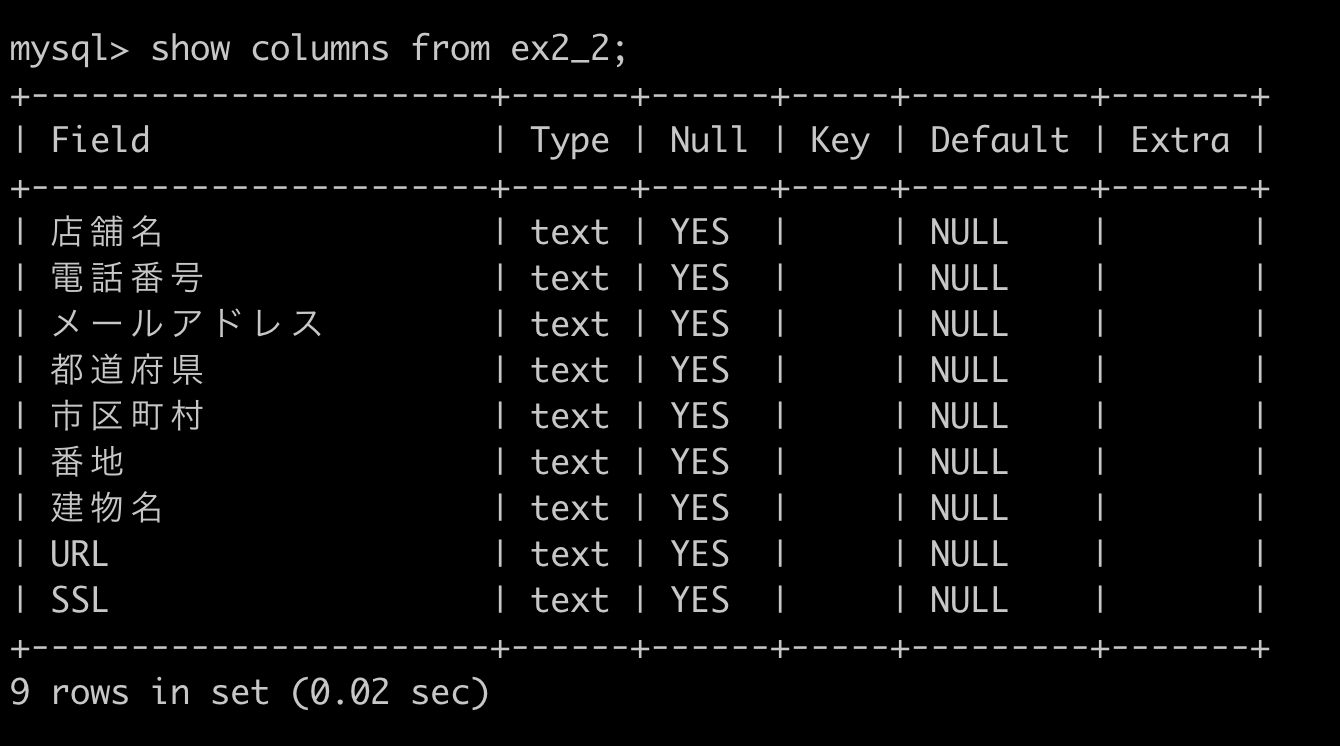 mysql> show columns from ex2_2;
+-----------------------+------+------+-----+---------+-------+
| Field                 | Type | Null | Key | Default | Extra |
+-----------------------+------+------+-----+---------+-------+
| 店舗名                | text | YES  |     | NULL    |       |
| 電話番号              | text | YES  |     | NULL    |       |
| メールアドレス        | text | YES  |     | NULL    |       |
| 都道府県              | text | YES  |     | NULL    |       |
| 市区町村              | text | YES  |     | NULL    |       |
| 番地                  | text | YES  |     | NULL    |       |
| 建物名                | text | YES  |     | NULL    |       |
| URL                   | text | YES  |     | NULL    |       |
| SSL                   | text | YES  |     | NULL    |       |
+-----------------------+------+------+-----+---------+-------+
9 rows in set (0.02 sec)